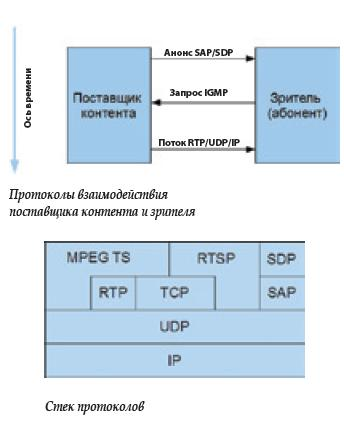 Ось времени
Анонс SAP/SDP
Поставщик
контента
Запрос IGMP
Зритель
(абонент)
Поток RTP/UDP/IP
Протоколы взаимодействия
поставщика контента и зрителя
MPEG TS
RTSP
SDP
RTP
TCP
SAP
UDP
IP
Стек протоколов